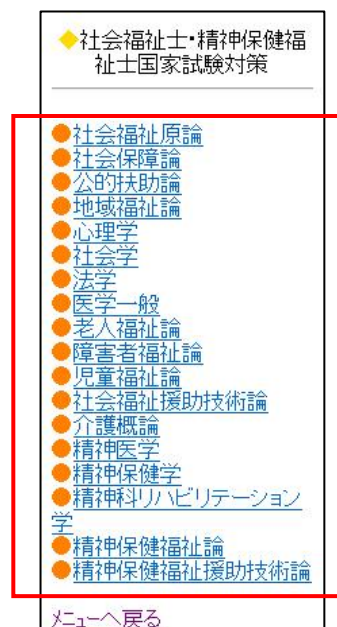 ◆社会福祉士・精神保健福
祉士国家試験対策
●社会福祉原論
●社会保障論
●公的扶助論
●地域福祉論
●心理学
●社会学
●法学
●医学一般
●老人福祉論
●障害者福祉論
●児童福祉論
●社会福祉援助技術論
●介護概論
●精神医学
●精神保健学
●精神科リハビリテーション
学
●精神保健福祉論
●精神保健福祉援助技術論
メニューへ戻る